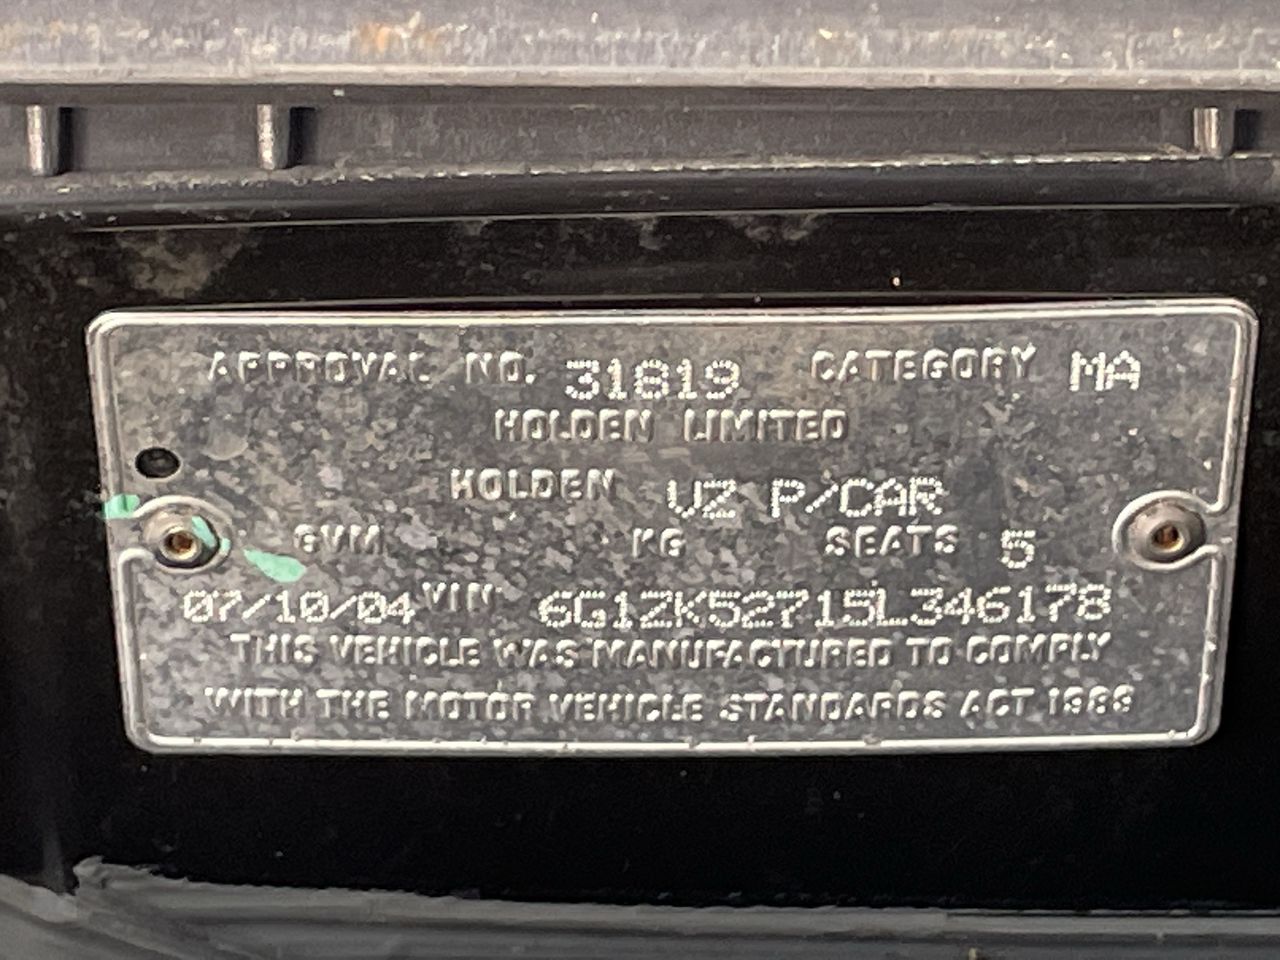 APPROVAL NO. 31819 CATEGORY MA
HOLDEN LIMITED
HOLDEN VZ P/CAR
GVM KG SEATS 5
07/10/04 VIN 6G1ZK52715L346178
THIS VEHICLE WAS MANUFACTURED TO COMPLY
WITH THE MOTOR VEHICLE STANDARDS ACT 1989